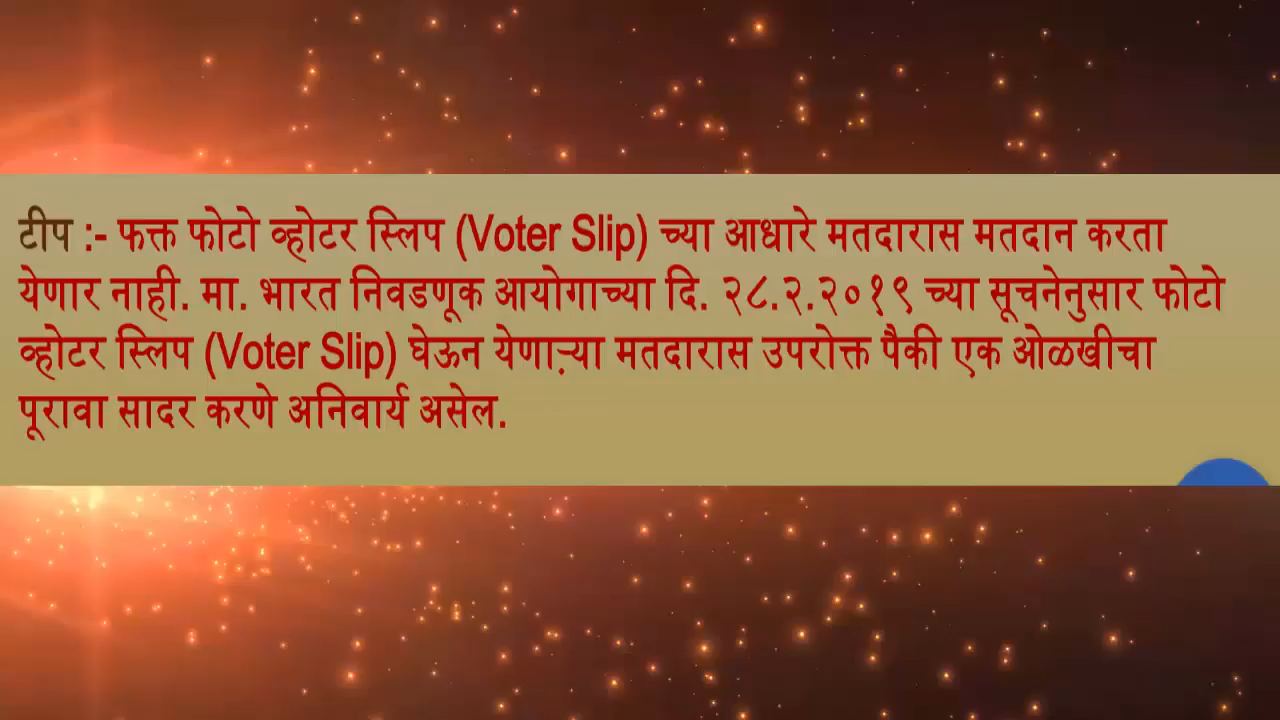 टीप :- फक्त फोटो व्होटर स्लिप (Voter Slip) च्या आधारे मतदारास मतदान करता
येणार नाही. मा. भारत निवडणूक आयोगाच्या दि. २८.२.२०१९ च्या सूचनेनुसार फोटो
व्होटर स्लिप (Voter Slip) घेऊन येणाऱ्या मतदारास उपरोक्त पैकी एक ओळखीचा
पूरावा सादर करणे अनिवार्य असेल.